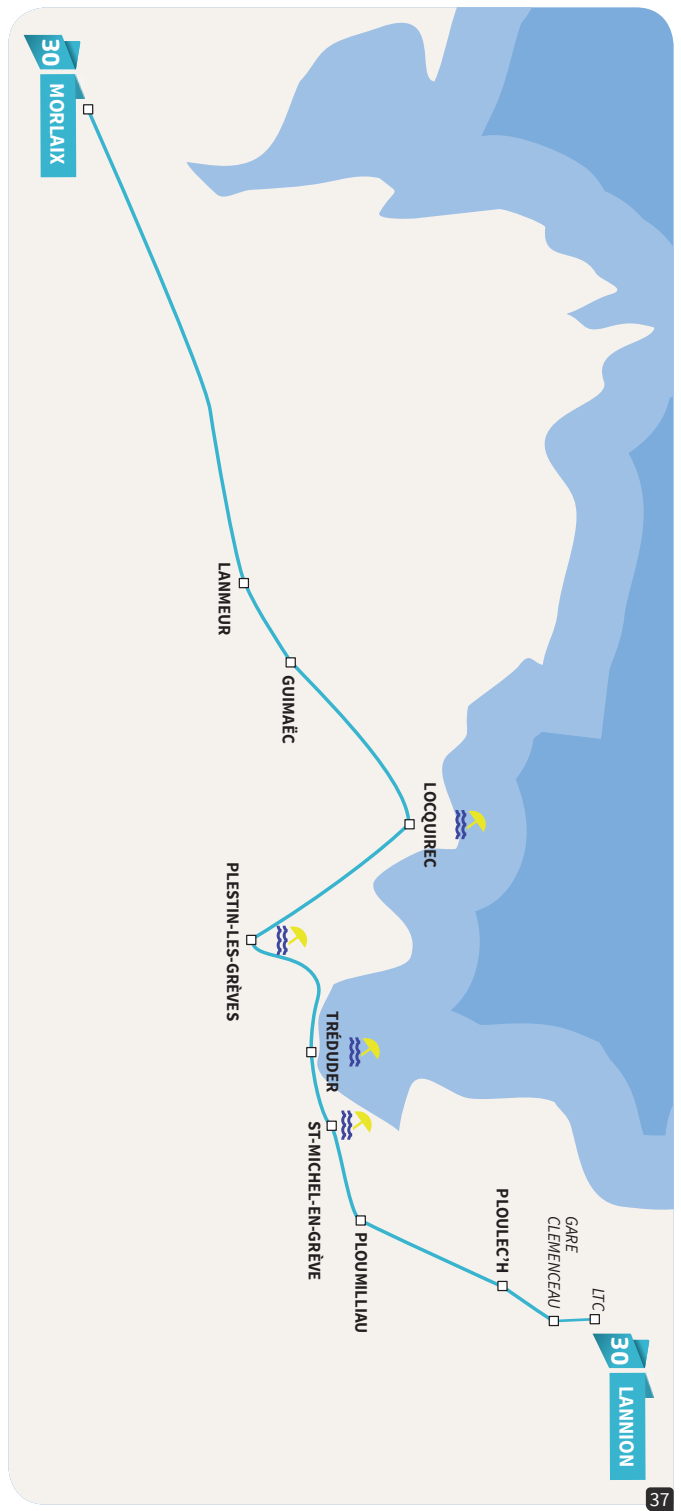 30
MORLAIX
LANMEUR
GUIMAËC
LOCQUIREC
PLESTIN-LES-GRÈVES
TRÉDUDER
ST-MICHEL-EN-GRÈVE
PLOUMILLIAU
PLOULEC'H
GARE
CLEMENCEAU
LTC
30
LANNION
37